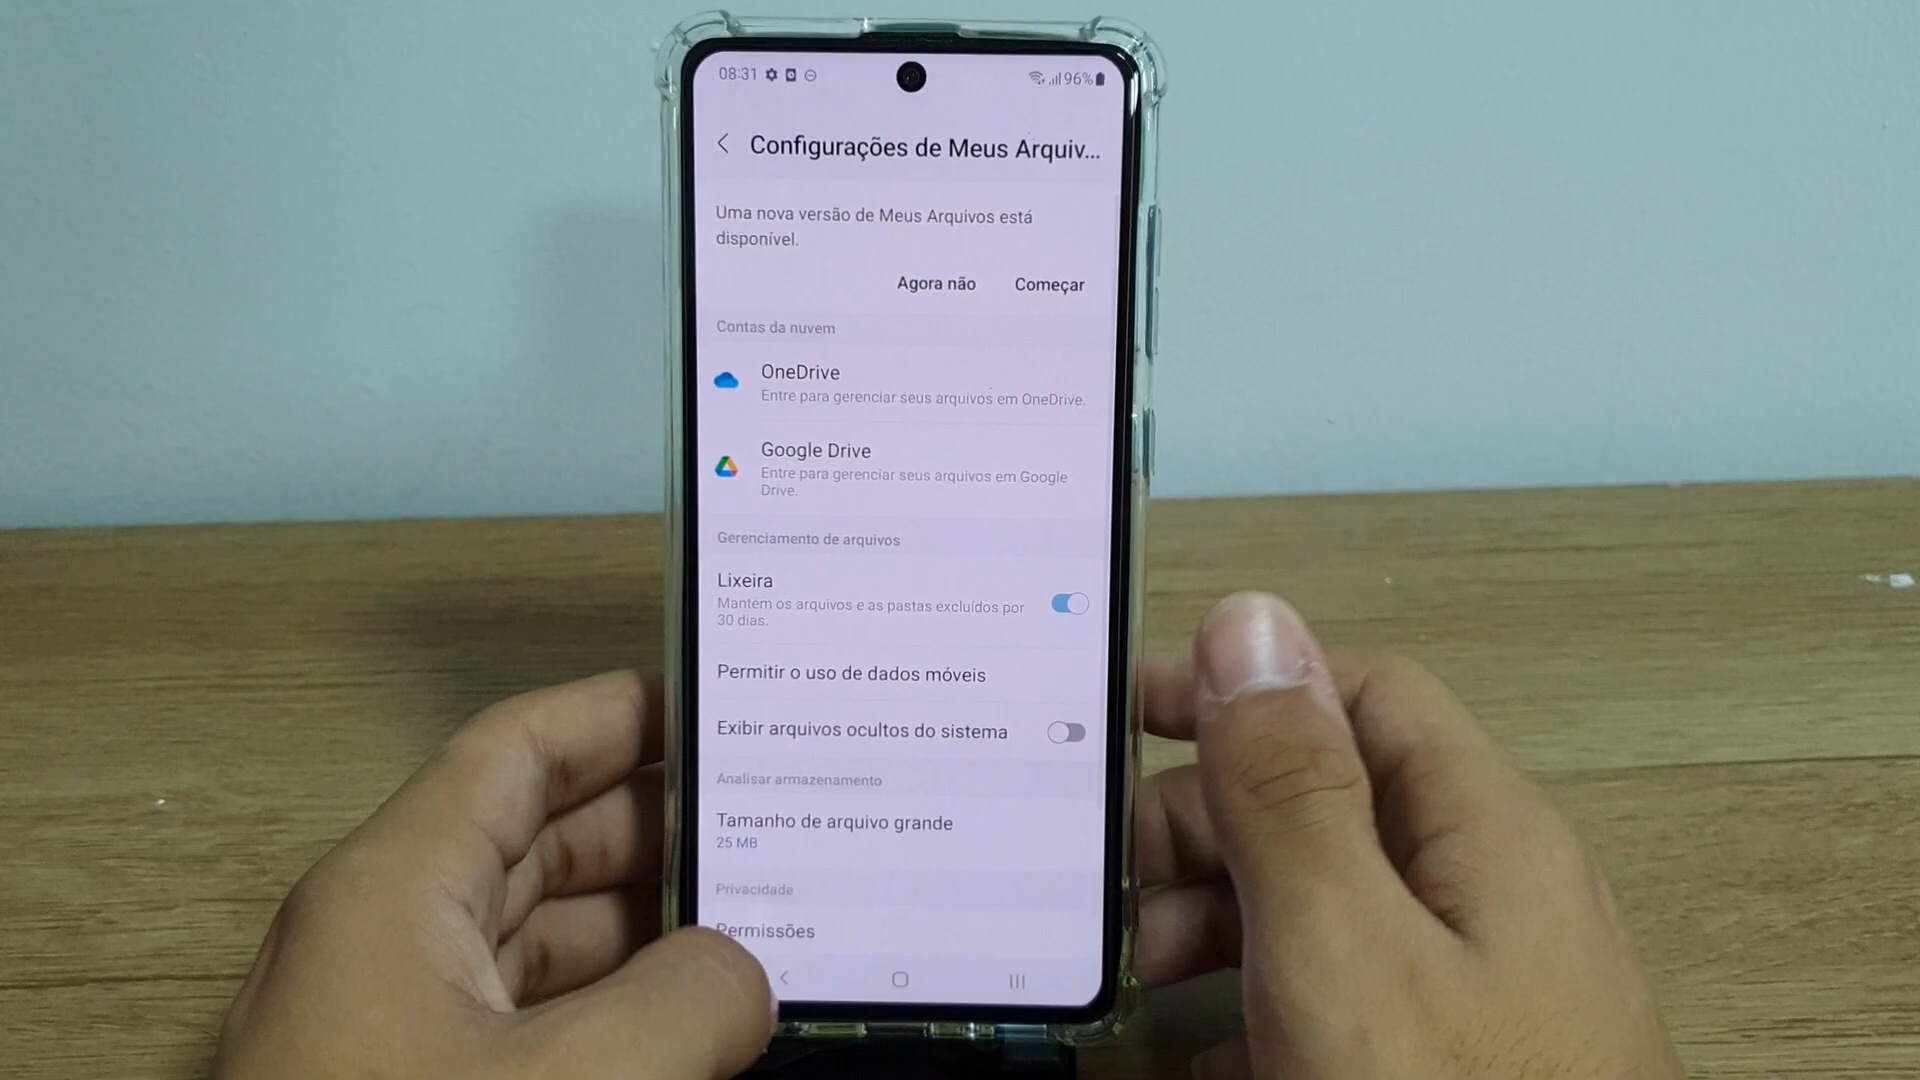 08:31
96%
Configurações de Meus Arquiv...
Uma nova versão de Meus Arquivos está
disponível.
Agora não
Começar
Contas da nuvem
OneDrive
Entre para gerenciar seus arquivos em OneDrive.
Google Drive
Entre para gerenciar seus arquivos em Google
Drive.
Gerenciamento de arquivos
Lixeira
Mantém os arquivos e as pastas excluídos por
30 dias.
Permitir o uso de dados móveis
Exibir arquivos ocultos do sistema
Analisar armazenamento
Tamanho de arquivo grande
25 MB
Privacidade
Permissões